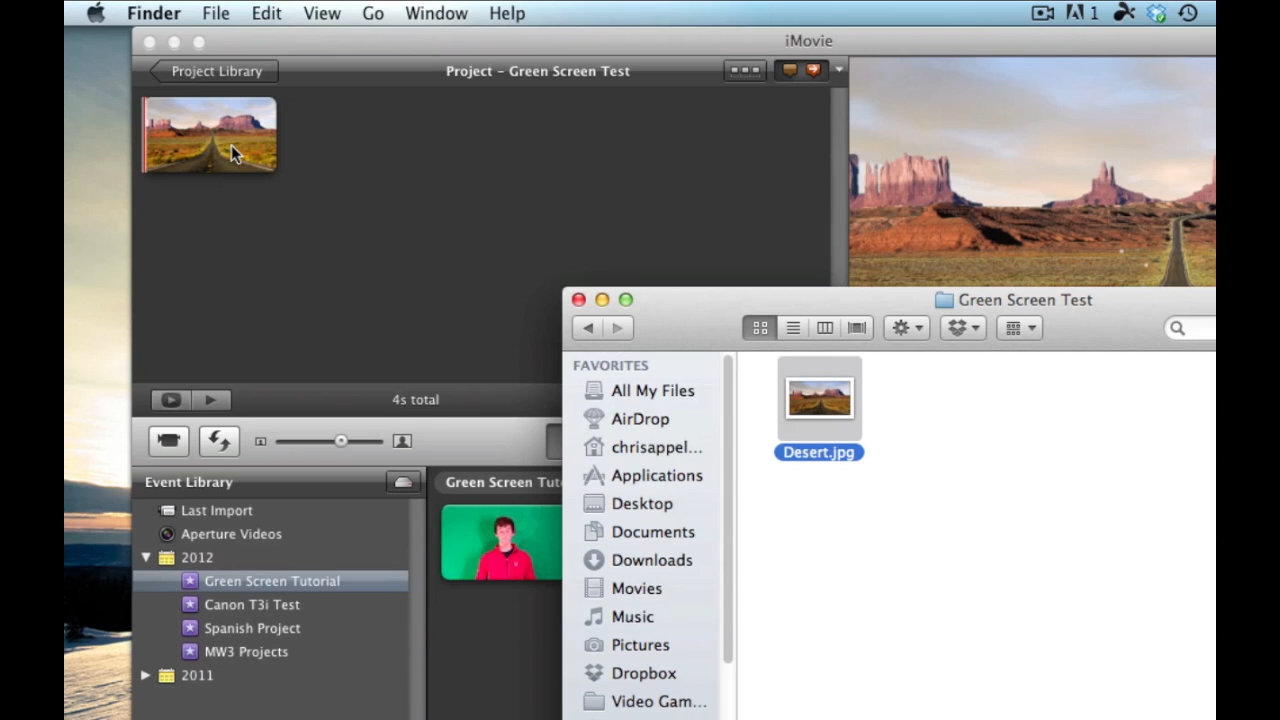 Finder File Edit View Go Window Help 1
iMovie
Project Library Project – Green Screen Test
Green Screen Test
FAVORITES
All My Files
AirDrop
chrisappel...
Applications
Desktop
Documents
Downloads
Movies
Music
Pictures
Dropbox
Video Gam...
Desert.jpg
4s total
Event Library
Last Import
Aperture Videos
2012
Green Screen Tutorial
Canon T3i Test
Spanish Project
MW3 Projects
2011
Green Screen Tut